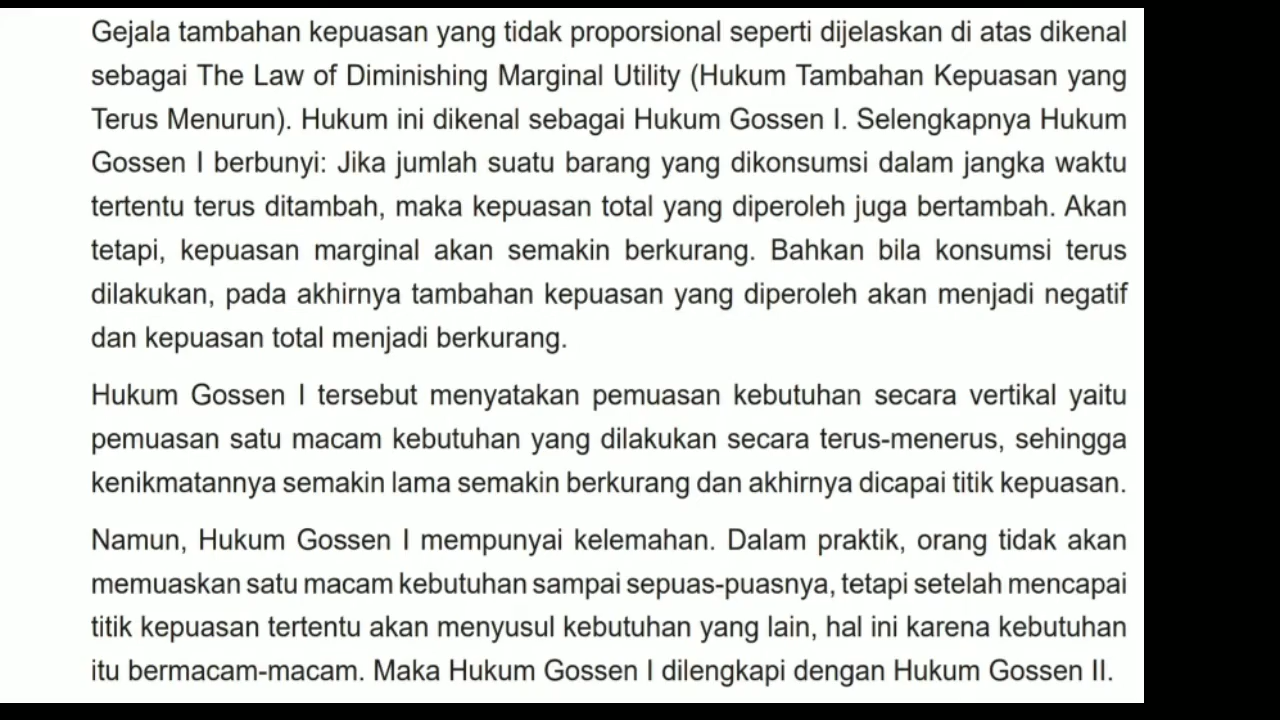 Gejala tambahan kepuasan yang tidak proporsional seperti dijelaskan di atas dikenal
sebagai The Law of Diminishing Marginal Utility (Hukum Tambahan Kepuasan yang
Terus Menurun). Hukum ini dikenal sebagai Hukum Gossen I. Selengkapnya Hukum
Gossen I berbunyi: Jika jumlah suatu barang yang dikonsumsi dalam jangka waktu
tertentu terus ditambah, maka kepuasan total yang diperoleh juga bertambah. Akan
tetapi, kepuasan marginal akan semakin berkurang. Bahkan bila konsumsi terus
dilakukan, pada akhirnya tambahan kepuasan yang diperoleh akan menjadi negatif
dan kepuasan total menjadi berkurang.
Hukum Gossen I tersebut menyatakan pemuasan kebutuhan secara vertikal yaitu
pemuasan satu macam kebutuhan yang dilakukan secara terus-menerus, sehingga
kenikmatannya semakin lama semakin berkurang dan akhirnya dicapai titik kepuasan.
Namun, Hukum Gossen I mempunyai kelemahan. Dalam praktik, orang tidak akan
memuaskan satu macam kebutuhan sampai sepuas-puasnya, tetapi setelah mencapai
titik kepuasan tertentu akan menyusul kebutuhan yang lain, hal ini karena kebutuhan
itu bermacam-macam. Maka Hukum Gossen I dilengkapi dengan Hukum Gossen II.